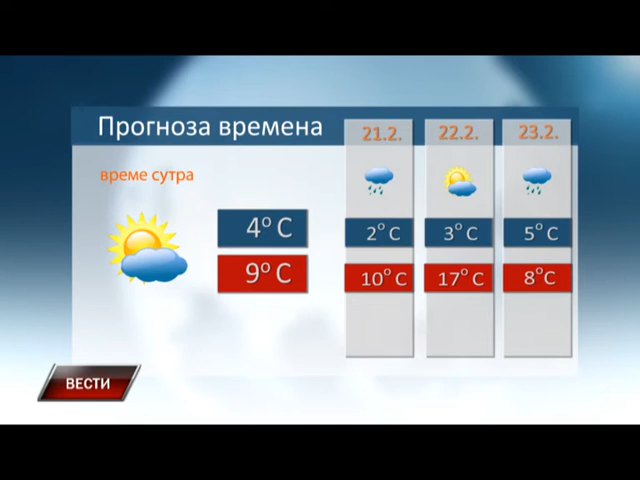 Прогноза времена
време сутра
4°C
9°C
21.2.
2°C
10°C
22.2.
3°C
17°C
23.2.
5°C
8°C
ВЕСТИ